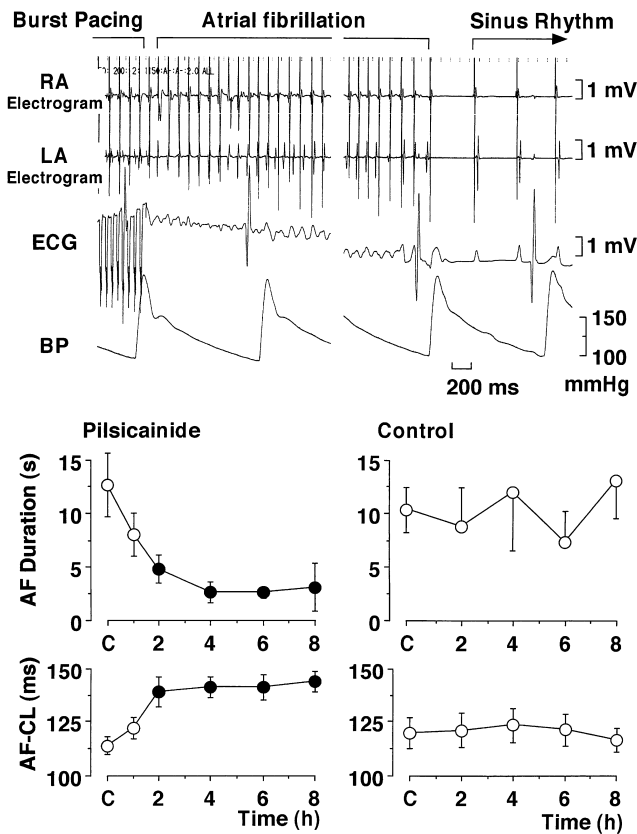 Burst Pacing Atrial fibrillation Sinus Rhythm
RA
Electrogram
1 mV
LA
Electrogram
1 mV
ECG
1 mV
BP
150
100
mmHg
200 ms
Pilsicainide Control
AF Duration (s)
15
10
5
0
C 2 4 6 8
15
10
5
0
C 2 4 6 8
AF-CL (ms)
150
125
100
C 2 4 6 8
Time (h)
150
125
100
C 2 4 6 8
Time (h)